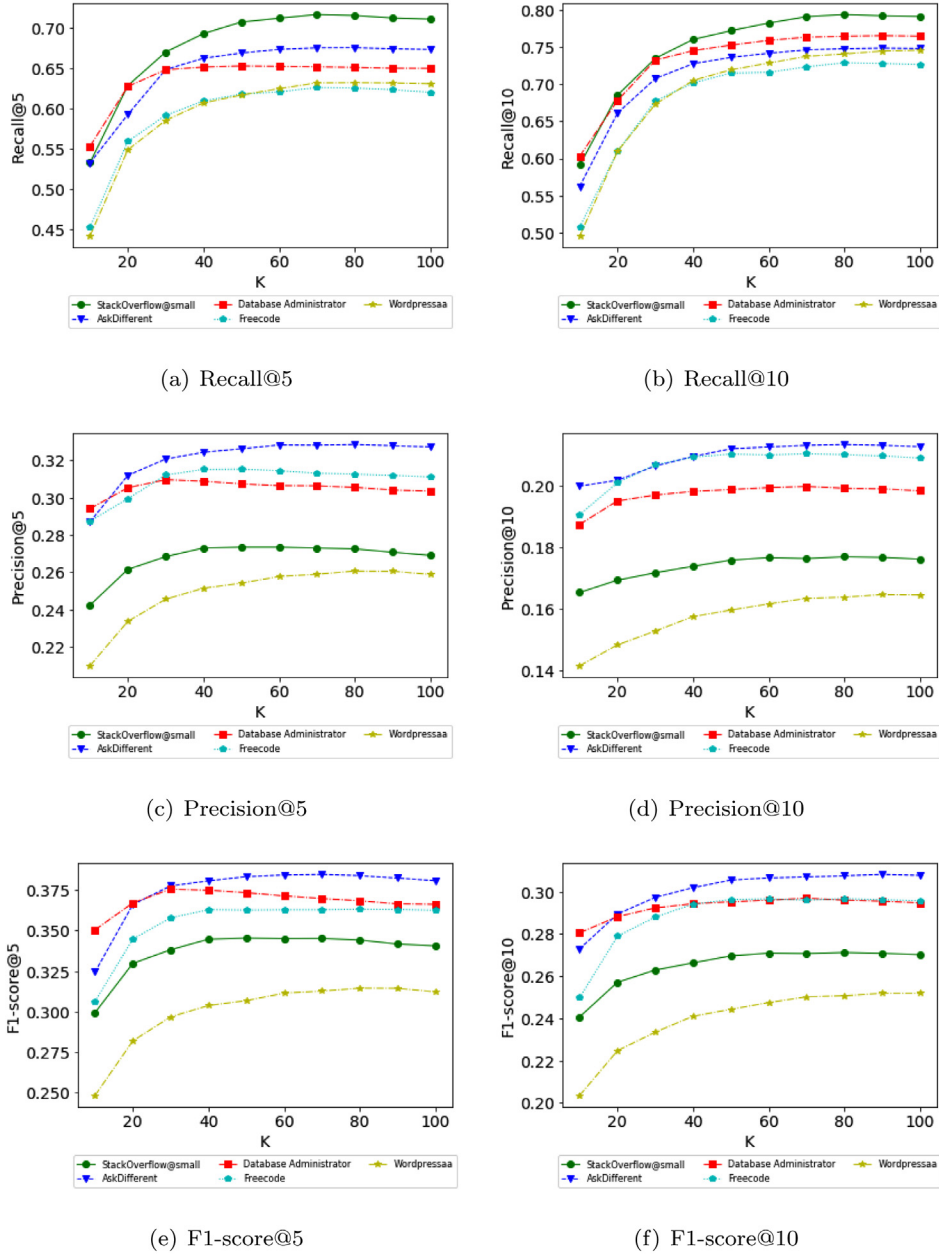 Recall@5
0.70
0.65
0.60
0.55
0.50
0.45
20 40 60 80 100
K
StackOverflow@small Database Administrator Wordpressaa
AskDifferent Freecode
(a) Recall@5
Recall@10
0.80
0.75
0.70
0.65
0.60
0.55
0.50
20 40 60 80 100
K
StackOverflow@small Database Administrator Wordpressaa
AskDifferent Freecode
(b) Recall@10
Precision@5
0.32
0.30
0.28
0.26
0.24
0.22
20 40 60 80 100
K
StackOverflow@small Database Administrator Wordpressaa
AskDifferent Freecode
(c) Precision@5
Precision@10
0.20
0.18
0.16
0.14
20 40 60 80 100
K
StackOverflow@small Database Administrator Wordpressaa
AskDifferent Freecode
(d) Precision@10
F1-score@5
0.375
0.350
0.325
0.300
0.275
0.250
20 40 60 80 100
K
StackOverflow@small Database Administrator Wordpressaa
AskDifferent Freecode
(e) F1-score@5
F1-score@10
0.30
0.28
0.26
0.24
0.22
0.20
20 40 60 80 100
K
StackOverflow@small Database Administrator Wordpressaa
AskDifferent Freecode
(f) F1-score@10